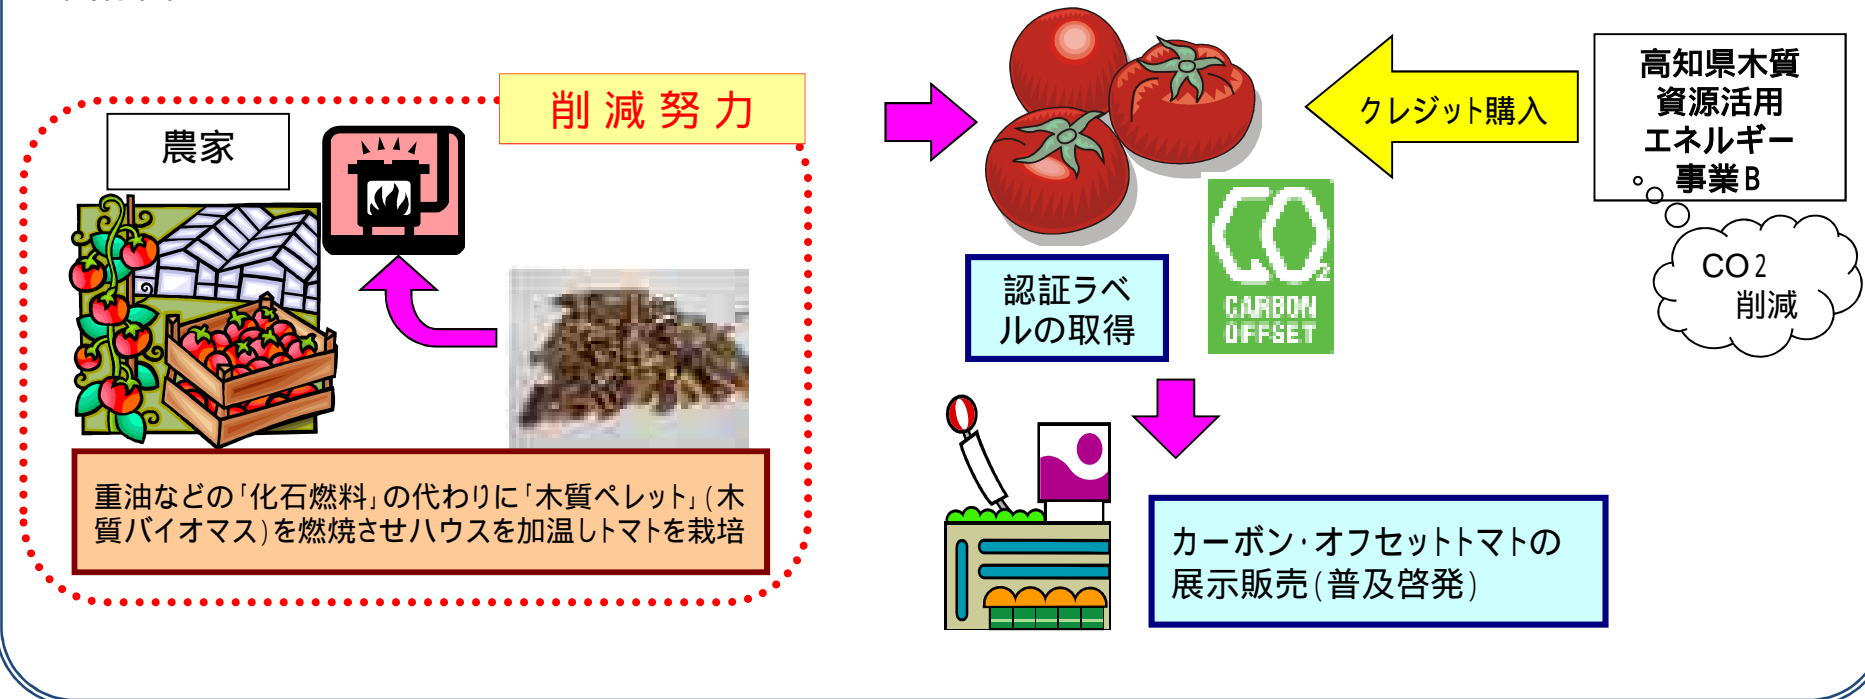 削減努力
農家
重油などの「化石燃料」の代わりに「木質ペレット」(木
質バイオマス)を燃焼させハウスを加温しトマトを栽培
クレジット購入
高知県木質
資源活用
エネルギー
事業B
CO2
削減
認証ラベ
ルの取得
CO2
CARBON
OFFSET
カーボン・オフセットトマトの
展示販売(普及啓発)